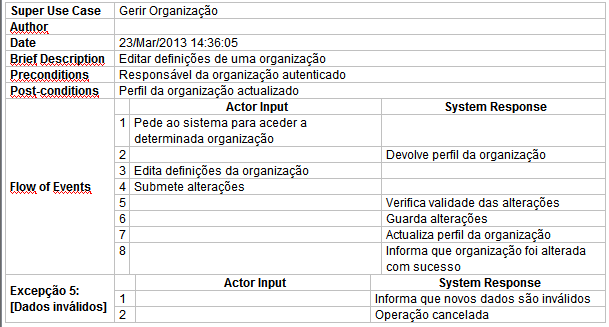 Super Use Case Gerir Organização
Author
Date 23/Mar/2013 14:36:05
Brief Description Editar definições de uma organização
Preconditions Responsável da organização autenticado
Post-conditions Perfil da organização actualizado
Flow of Events
Actor Input System Response
1 Pede ao sistema para aceder a
determinada organização
2 Devolve perfil da organização
3 Edita definições da organização
4 Submete alterações
5 Verifica validade das alterações
6 Guarda alterações
7 Actualiza perfil da organização
8 Informa que organização foi alterada
com sucesso
Excepção 5:
[Dados inválidos]
Actor Input System Response
1 Informa que novos dados são inválidos
2 Operação cancelada